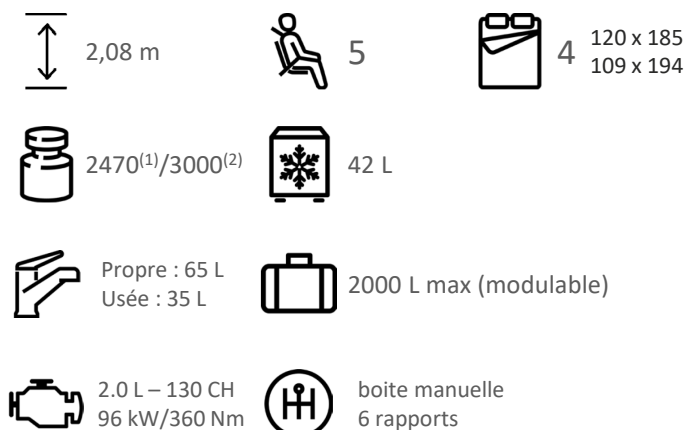 2,08 m
5
4
120 x 185
109 x 194
2470(1)/3000(2)
42 L
Propre : 65 L
Usée : 35 L
2000 L max (modulable)
2.0 L – 130 CH
96 kW/360 Nm
boite manuelle
6 rapports